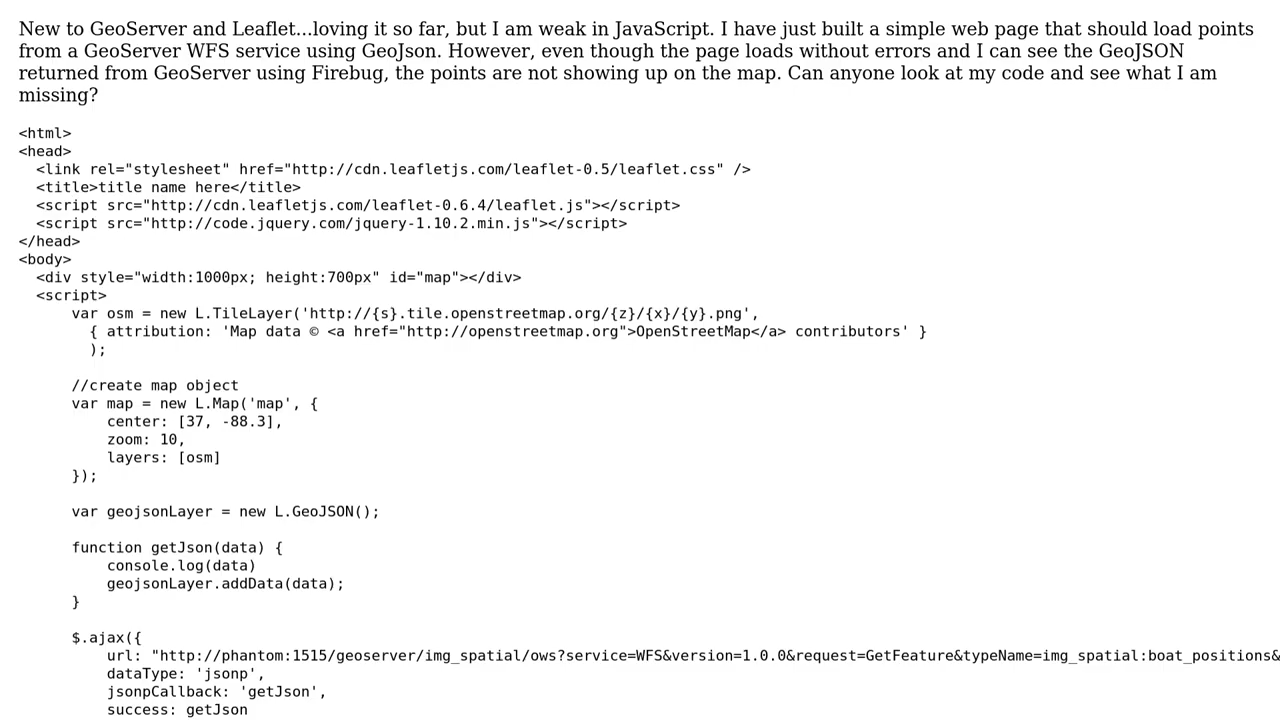 New to GeoServer and Leaflet...loving it so far, but I am weak in JavaScript. I have just built a simple web page that should load points
from a GeoServer WFS service using GeoJson. However, even though the page loads without errors and I can see the GeoJSON
returned from GeoServer using Firebug, the points are not showing up on the map. Can anyone look at my code and see what I am
missing?
<html>
<head>
  <link rel="stylesheet" href="http://cdn.leafletjs.com/leaflet-0.5/leaflet.css" />
  <title>title name here</title>
  <script src="http://cdn.leafletjs.com/leaflet-0.6.4/leaflet.js"></script>
  <script src="http://code.jquery.com/jquery-1.10.2.min.js"></script>
</head>
<body>
  <div style="width:1000px; height:700px" id="map"></div>
  <script>
      var osm = new L.TileLayer('http://{s}.tile.openstreetmap.org/{z}/{x}/{y}.png',
        { attribution: 'Map data © <a href="http://openstreetmap.org">OpenStreetMap</a> contributors' }
        );
      //create map object
      var map = new L.Map('map', {
          center: [37, -88.3],
          zoom: 10,
          layers: [osm]
      });
      var geojsonLayer = new L.GeoJSON();
      function getJson(data) {
          console.log(data)
          geojsonLayer.addData(data);
      }
      $.ajax({
          url: "http://phantom:1515/geoserver/img_spatial/ows?service=WFS&version=1.0.0&request=GetFeature&typeName=img_spatial:boat_positions&
          dataType: 'jsonp',
          jsonpCallback: 'getJson',
          success: getJson